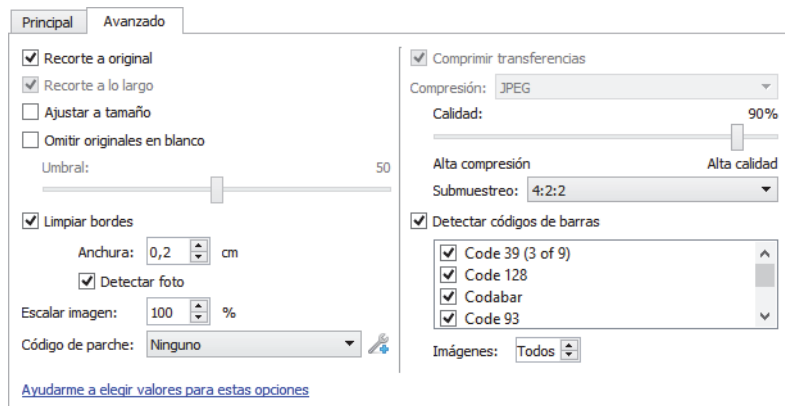 Principal Avanzado
Recorte a original
Recorte a lo largo
Ajustar a tamaño
Omitir originales en blanco
Umbral: 50
Limpiar bordes
Anchura: 0,2 cm
Detectar foto
Escalar imagen: 100 %
Código de parche: Ninguno
Ayudarme a elegir valores para estas opciones
Comprimir transferencias
Compresión: JPEG
Calidad: 90%
Alta compresión Alta calidad
Submuestreo: 4:2:2
Detectar códigos de barras
Code 39 (3 of 9)
Code 128
Codabar
Code 93
Imágenes: Todos